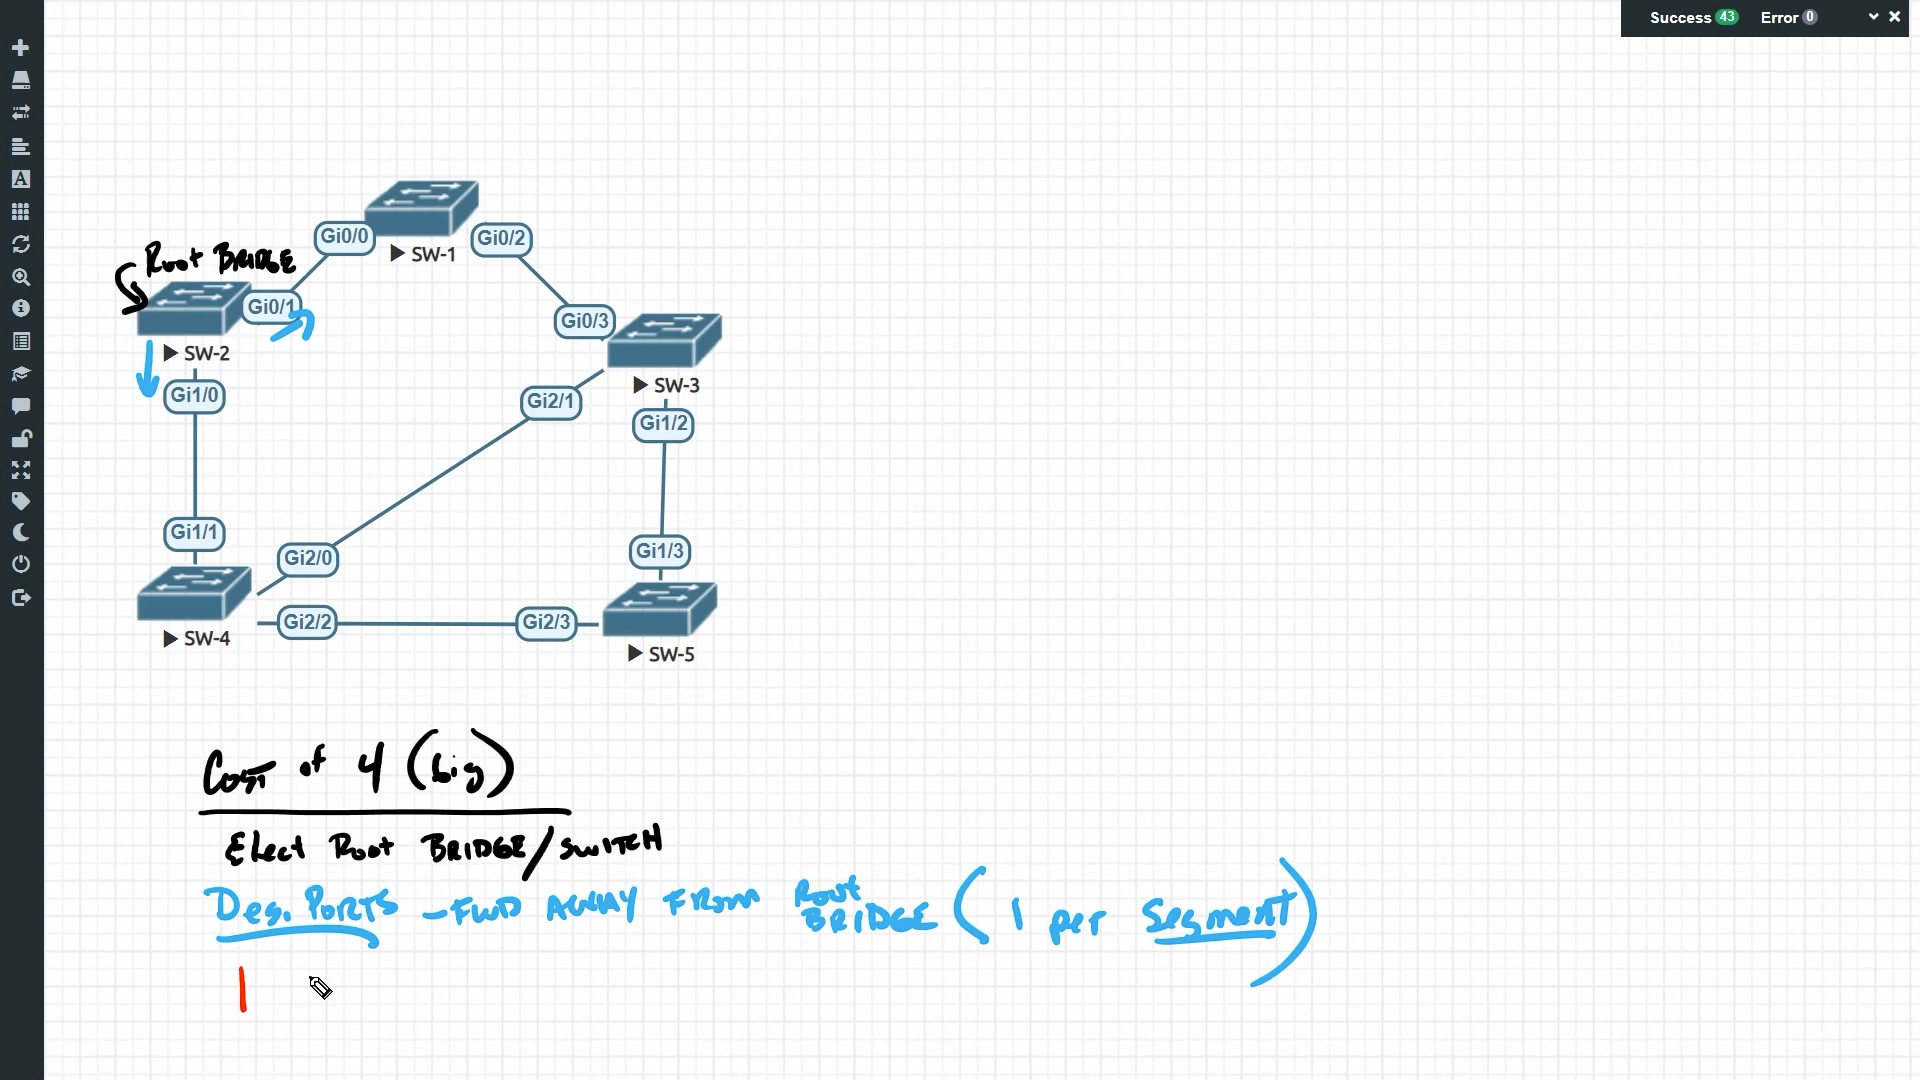 Success 43 Error 0
Gi0/0
Gi0/2
SW-1
Root BRIDGE
Gi0/1
Gi0/3
SW-2
SW-3
Gi1/0
Gi2/1
Gi1/2
Gi1/1
Gi1/3
Gi2/0
Gi2/2
Gi2/3
SW-4
SW-5
Cost of 4 (big)
Elect Root BRIDGE/SWITCH
Des. PORTS - FWD AWAY FROM Root BRIDGE (1 per Segment)